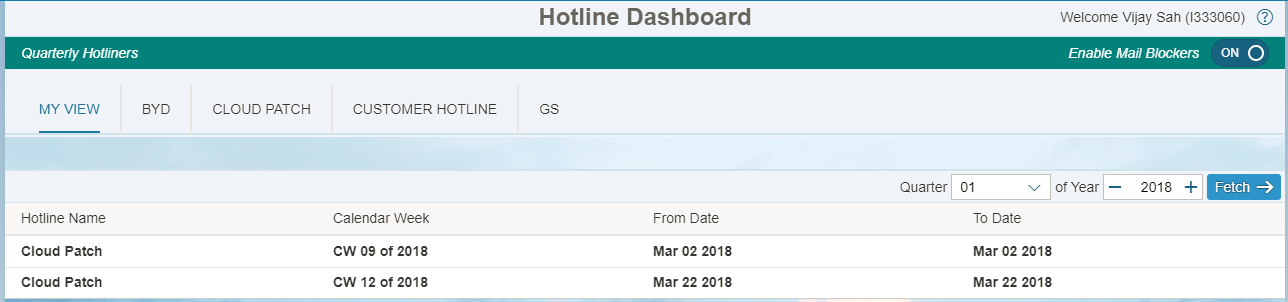 Hotline Dashboard
Welcome Vijay Sah (I333060) ?
Quarterly Hotliners Enable Mail Blockers ON
MY VIEW BYD CLOUD PATCH CUSTOMER HOTLINE GS
Quarter 01 of Year − 2018 + Fetch →
Hotline Name Calendar Week From Date To Date
Cloud Patch CW 09 of 2018 Mar 02 2018 Mar 02 2018
Cloud Patch CW 12 of 2018 Mar 22 2018 Mar 22 2018